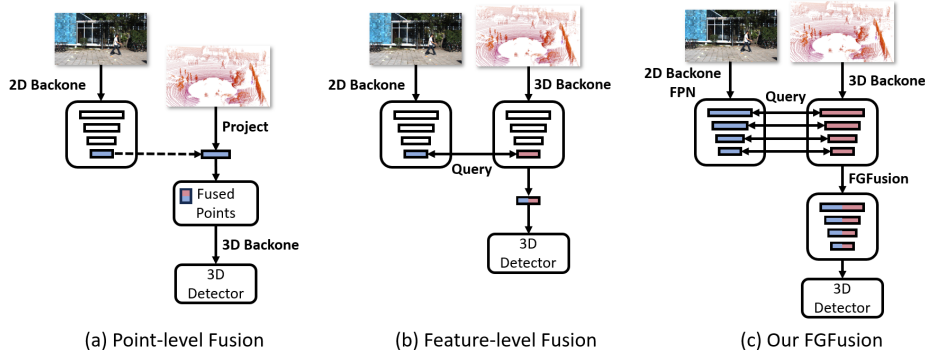 2D Backone
Project
Fused
Points
3D Backone
3D
Detector
(a) Point-level Fusion
2D Backone
3D Backone
Query
3D
Detector
(b) Feature-level Fusion
2D Backone
FPN
3D Backone
Query
FGFusion
3D
Detector
(c) Our FGFusion